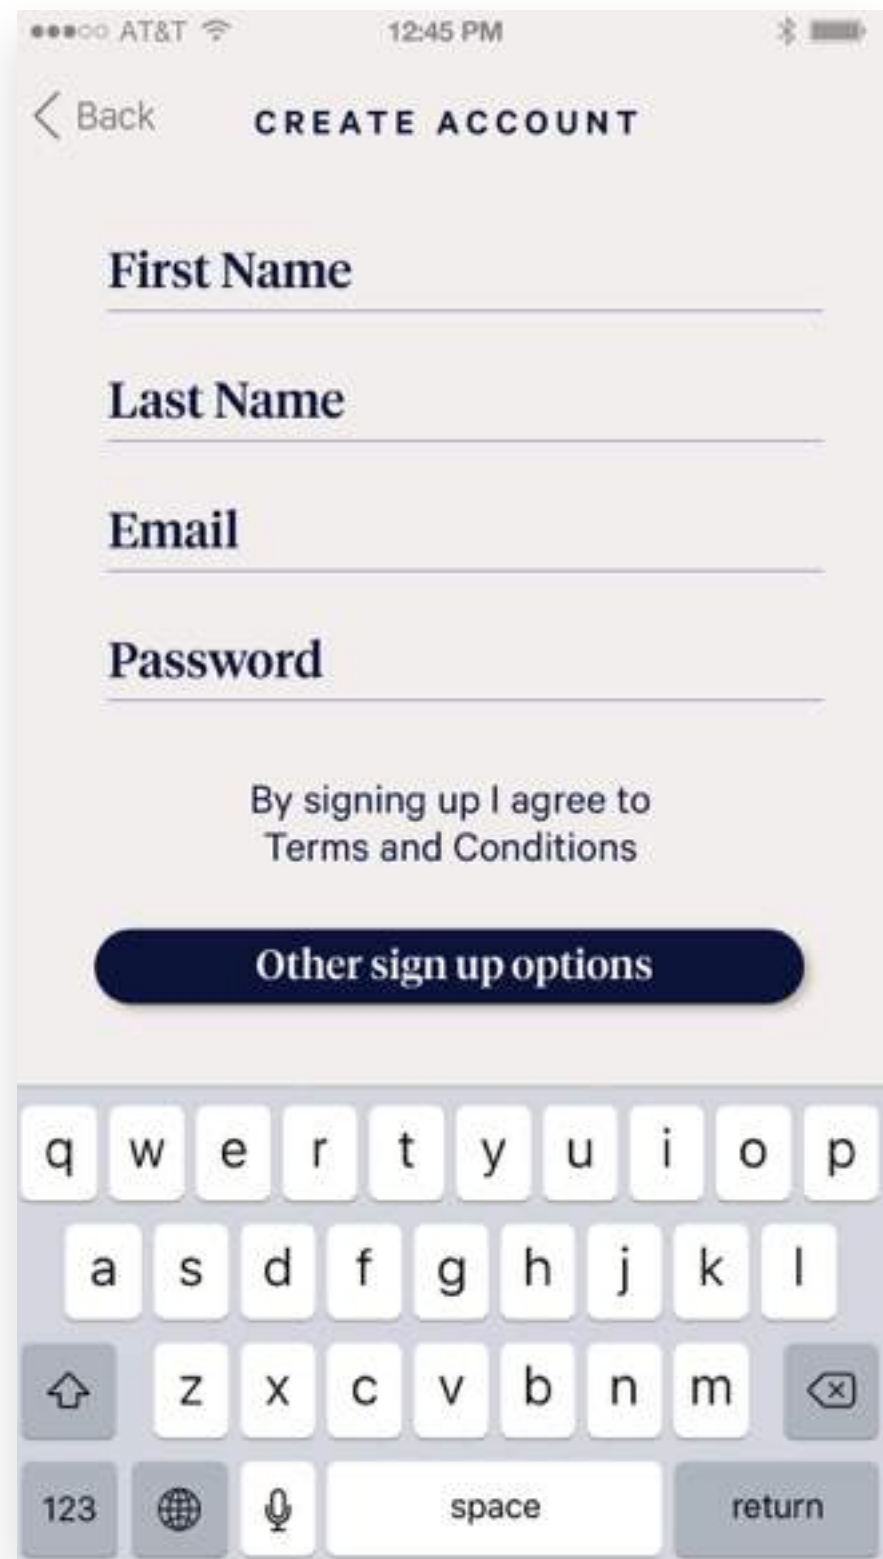 AT&T 12:45 PM
Back CREATE ACCOUNT
First Name
Last Name
Email
Password
By signing up I agree to
Terms and Conditions
Other sign up options
q w e r t y u i o p
a s d f g h j k l
z x c v b n m
123 space return